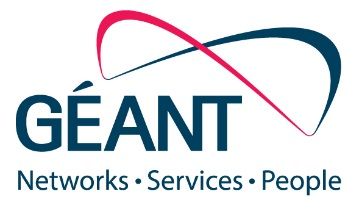 GÉANT
Networks • Services • People